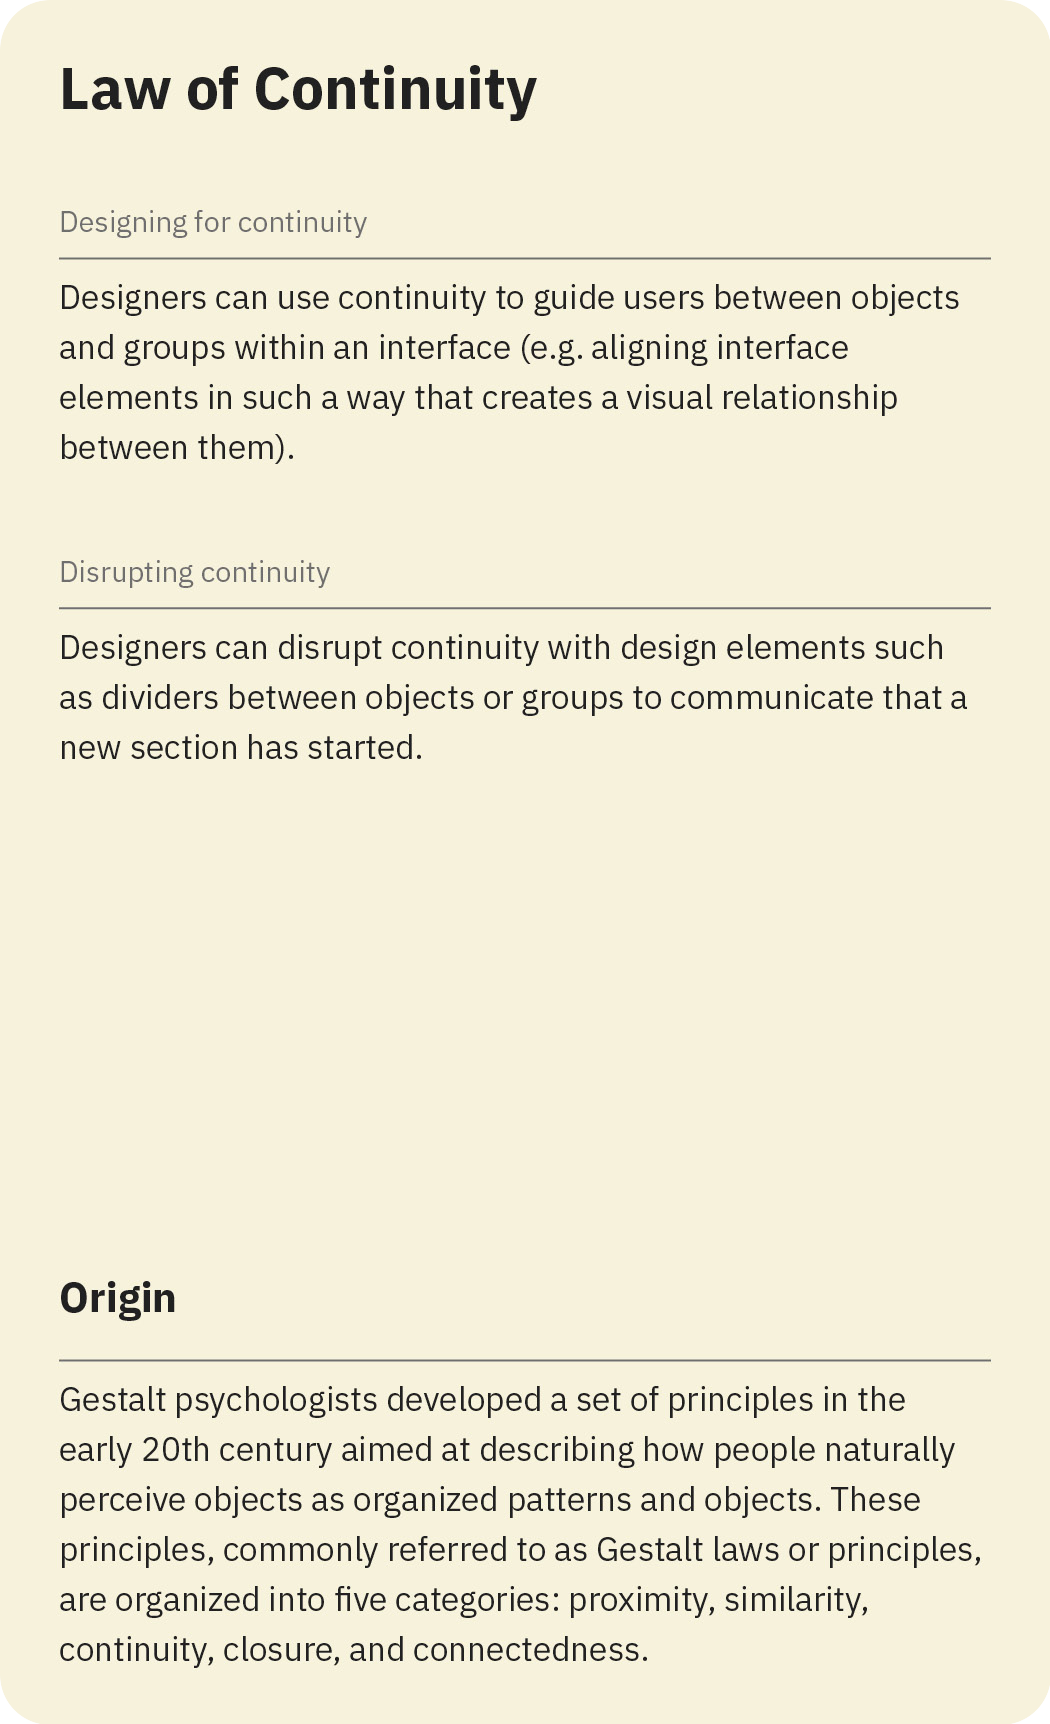 Law of Continuity
Designing for continuity
Designers can use continuity to guide users between objects
and groups within an interface (e.g. aligning interface
elements in such a way that creates a visual relationship
between them).
Disrupting continuity
Designers can disrupt continuity with design elements such
as dividers between objects or groups to communicate that a
new section has started.
Origin
Gestalt psychologists developed a set of principles in the
early 20th century aimed at describing how people naturally
perceive objects as organized patterns and objects. These
principles, commonly referred to as Gestalt laws or principles,
are organized into five categories: proximity, similarity,
continuity, closure, and connectedness.